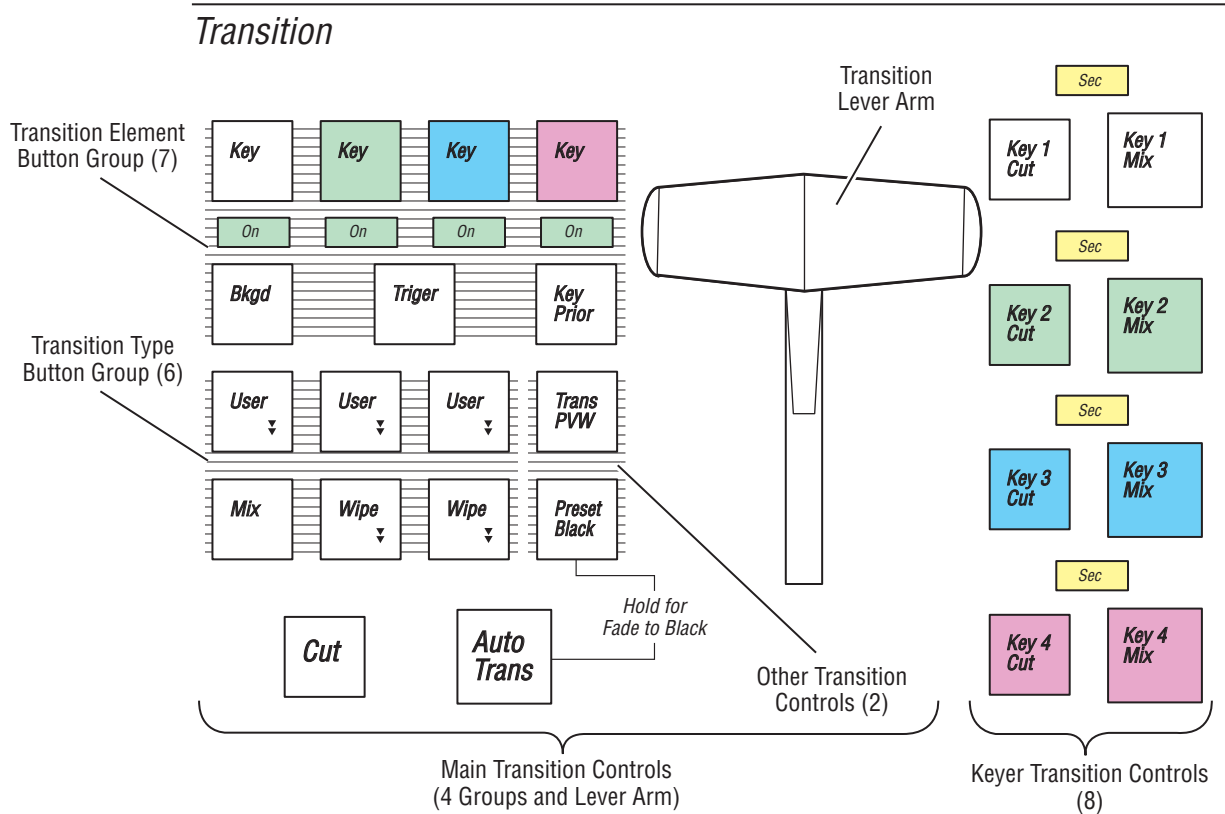 Transition
Transition Element
Button Group (7)
Key
Key
Key
Key
On
On
On
On
Bkgd
Triger
Key
Prior
Transition Type
Button Group (6)
User
User
User
Trans
PVW
Mix
Wipe
Wipe
Preset
Black
Hold for
Fade to Black
Cut
Auto
Trans
Other Transition
Controls (2)
Main Transition Controls
(4 Groups and Lever Arm)
Transition
Lever Arm
Sec
Key 1
Cut
Key 1
Mix
Sec
Key 2
Cut
Key 2
Mix
Sec
Key 3
Cut
Key 3
Mix
Sec
Key 4
Cut
Key 4
Mix
Keyer Transition Controls
(8)